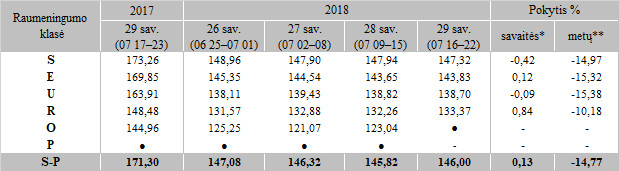 Raumeningumo klasė 2017 2018 Pokytis %
29 sav. (07 17–23) 26 sav. (06 25–07 01) 27 sav. (07 02–08) 28 sav. (07 09–15) 29 sav. (07 16–22) savaitės* metų**
S 173,26 148,96 147,90 147,94 147,32 -0,42 -14,97
E 169,85 145,35 144,54 143,65 143,83 0,12 -15,32
U 163,91 138,11 139,43 138,82 138,70 -0,09 -15,38
R 148,48 131,57 132,88 132,26 133,37 0,84 -10,18
O 144,96 125,25 121,07 123,04 ● - -
P ● ● ● ● - - -
S-P 171,30 147,08 146,32 145,82 146,00 0,13 -14,77